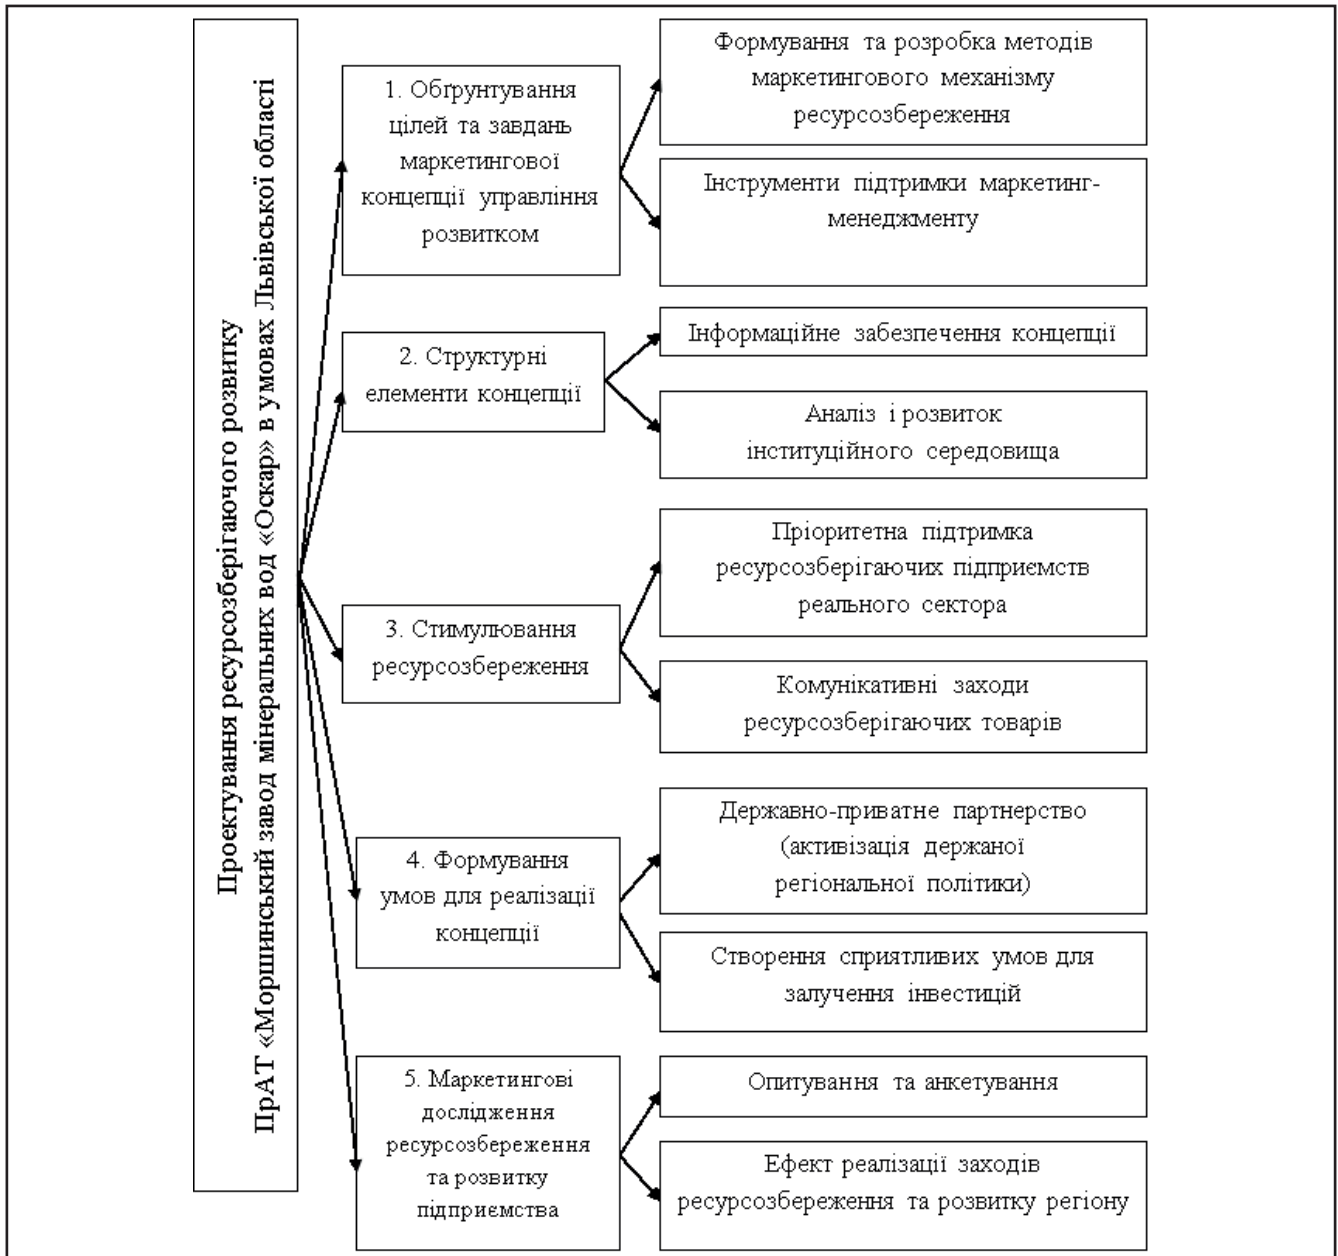 Проектування ресурсозберігаючого розвитку
ПрАТ «Моршинський завод мінеральних вод «Оскар» в умовах Львівської області
1. Обґрунтування
цілей та завдань
маркетингової
концепції управління
розвитком
Формування та розробка методів
маркетингового механізму
ресурсозбереження
Інструменти підтримки маркетинг-
менеджменту
2. Структурні
елементи концепції
Інформаційне забезпечення концепції
Аналіз і розвиток
інституційного середовища
3. Стимулювання
ресурсозбереження
Пріоритетна підтримка
ресурсозберігаючих підприємств
реального сектора
Комунікативні заходи
ресурсозберігаючих товарів
4. Формування
умов для реалізації
концепції
Державно-приватне партнерство
(активізація держаної
регіональної політики)
Створення сприятливих умов для
залучення інвестицій
5. Маркетингові
дослідження
ресурсозбереження
та розвитку
підприємства
Опитування та анкетування
Ефект реалізації заходів
ресурсозбереження та розвитку регіону